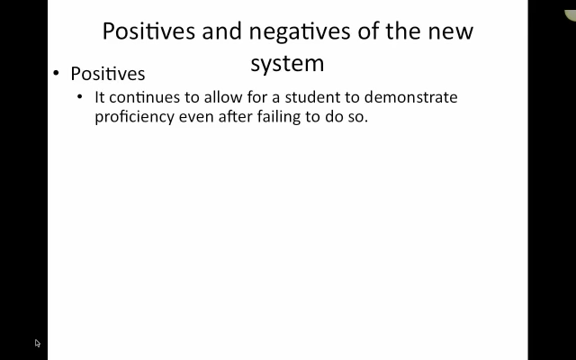 Positives and negatives of the new
system
• Positives
• It continues to allow for a student to demonstrate
proficiency even after failing to do so.